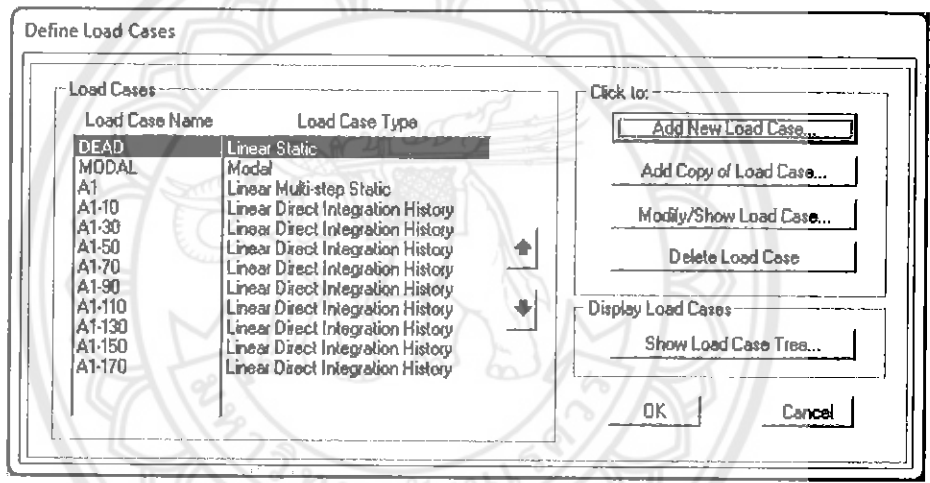 Define Load Cases
Load Cases
Load Case Name Load Case Type
DEAD Linear Static
MODAL Modal
A1 Linear Multi-step Static
A1-10 Linear Direct Integration History
A1-30 Linear Direct Integration History
A1-50 Linear Direct Integration History
A1-70 Linear Direct Integration History
A1-90 Linear Direct Integration History
A1-110 Linear Direct Integration History
A1-130 Linear Direct Integration History
A1-150 Linear Direct Integration History
A1-170 Linear Direct Integration History
Click to:
Add New Load Case...
Add Copy of Load Case...
Modify/Show Load Case...
Delete Load Case
Display Load Cases
Show Load Case Tree...
OK Cancel